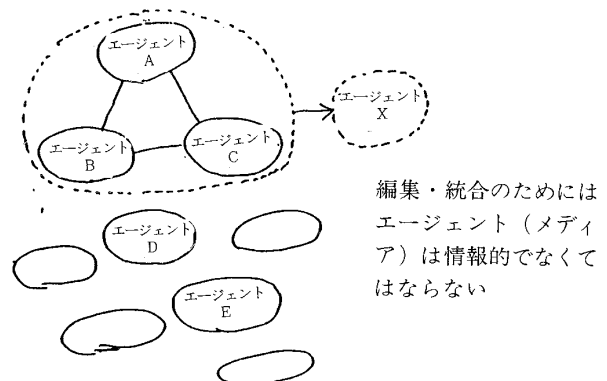 エージェント
A
エージェント
X
エージェント
B
エージェント
C
編集・統合のためには
エージェント（メディ
ア）は情報的でなくて
はならない
エージェント
D
エージェント
E